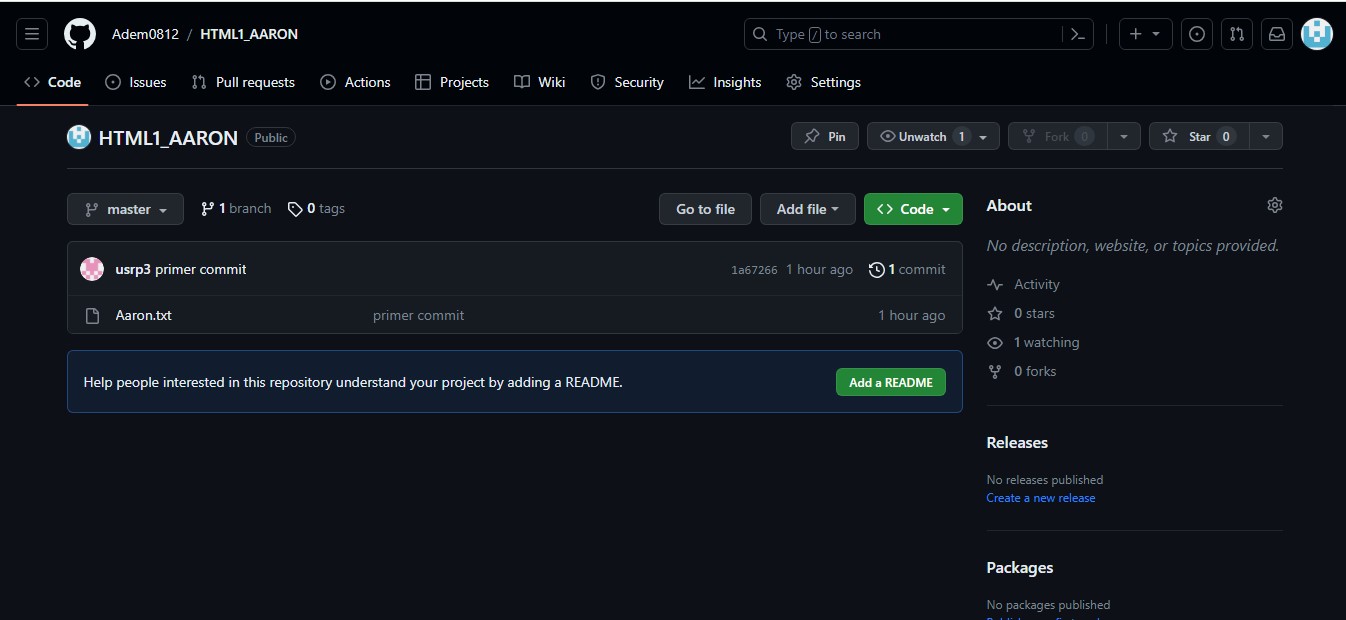 Adem0812 / HTML1_AARON
Type / to search
Code Issues Pull requests Actions Projects Wiki Security Insights Settings
HTML1_AARON Public
Pin Unwatch 1 Fork 0 Star 0
master 1 branch 0 tags Go to file Add file Code
usrp3 primer commit 1a67266 1 hour ago 1 commit
Aaron.txt primer commit 1 hour ago
Help people interested in this repository understand your project by adding a README. Add a README
About
No description, website, or topics provided.
Activity
0 stars
1 watching
0 forks
Releases
No releases published
Create a new release
Packages
No packages published